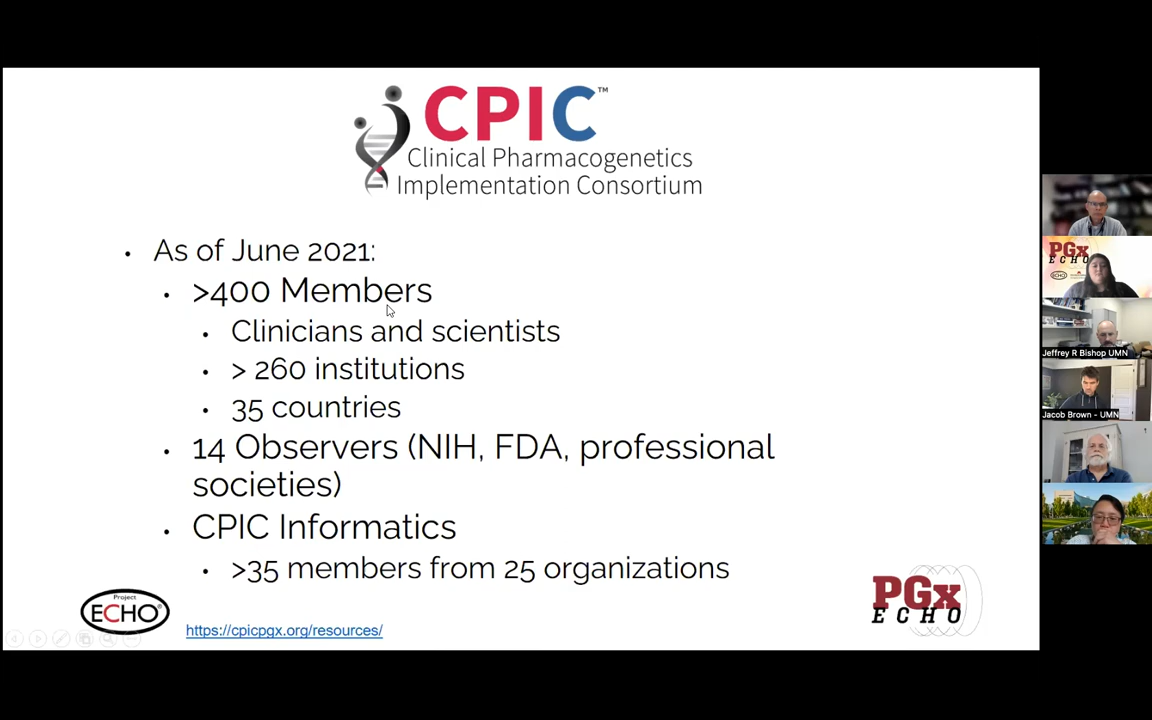 CPIC™
Clinical Pharmacogenetics
Implementation Consortium
• As of June 2021:
• >400 Members
• Clinicians and scientists
• > 260 institutions
• 35 countries
• 14 Observers (NIH, FDA, professional
societies)
• CPIC Informatics
• >35 members from 25 organizations
Project
ECHO®
https://cpicpgx.org/resources/
PGx
ECHO
PGx
ECHO
Jeffrey R Bishop UMN
Jacob Brown - UMN